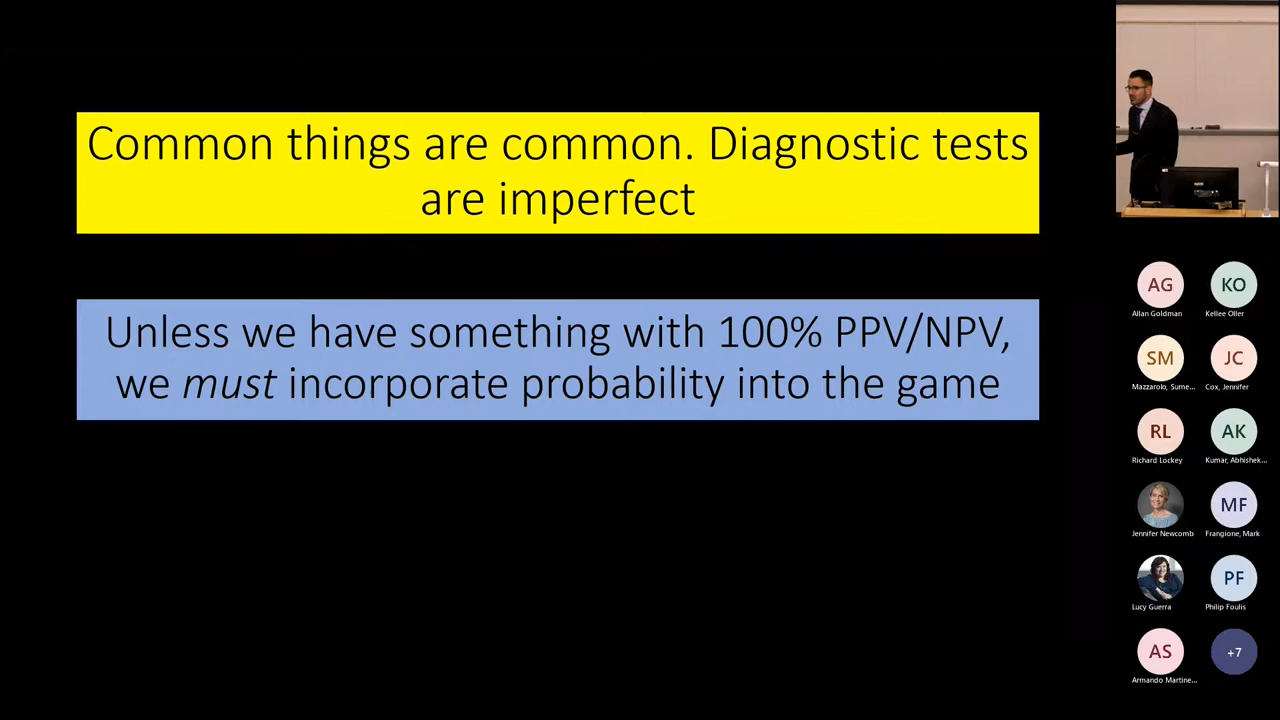 Common things are common. Diagnostic tests
are imperfect
Unless we have something with 100% PPV/NPV,
we must incorporate probability into the game
AG
KO
Allan Goldman
Kellee Oller
SM
JC
Mazzarolo, Sume...
Cox, Jennifer
RL
AK
Richard Lockey
Kumar, Abhishek...
MF
Jennifer Newcomb
Frangione, Mark
PF
Lucy Guerra
Philip Foulis
AS
+7
Armando Martine...